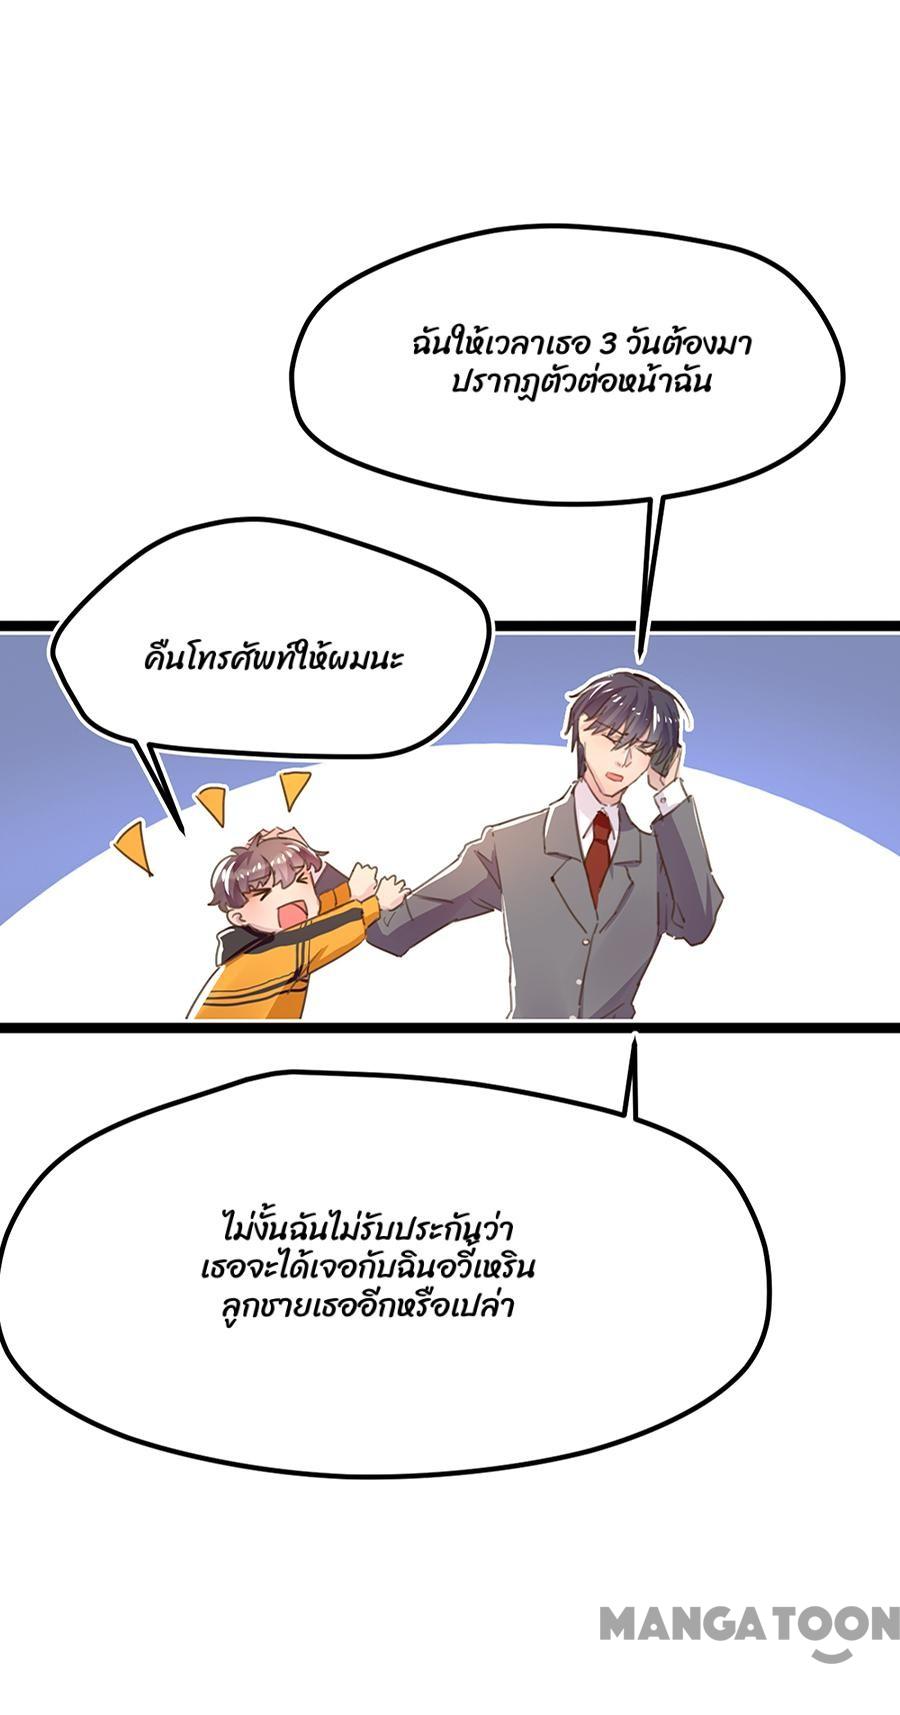 ฉันให้เวลาเธอ 3 วันต้องมา
ปรากฏตัวต่อหน้าฉัน
คืนโทรศัพท์ให้ผมนะ
ไม่งั้นฉันไม่รับประกันว่า
เธอจะได้เจอกับฉินอวี้เหริน
ลูกชายเธออีกหรือเปล่า
MANGATOON